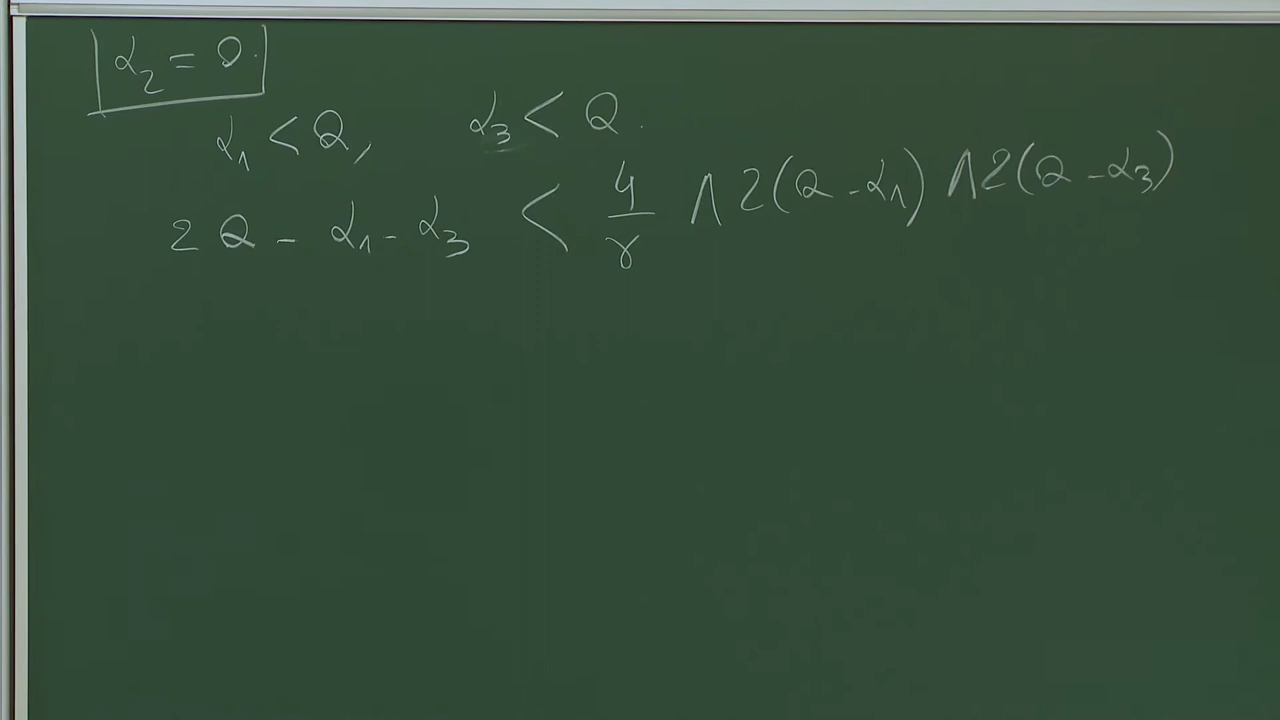 α₂ = 0.
α₁ < Q, α₃ < Q.
2Q - α₁ - α₃ < 4/γ ∧ 2(Q - α₁) ∧ 2(Q - α₃)